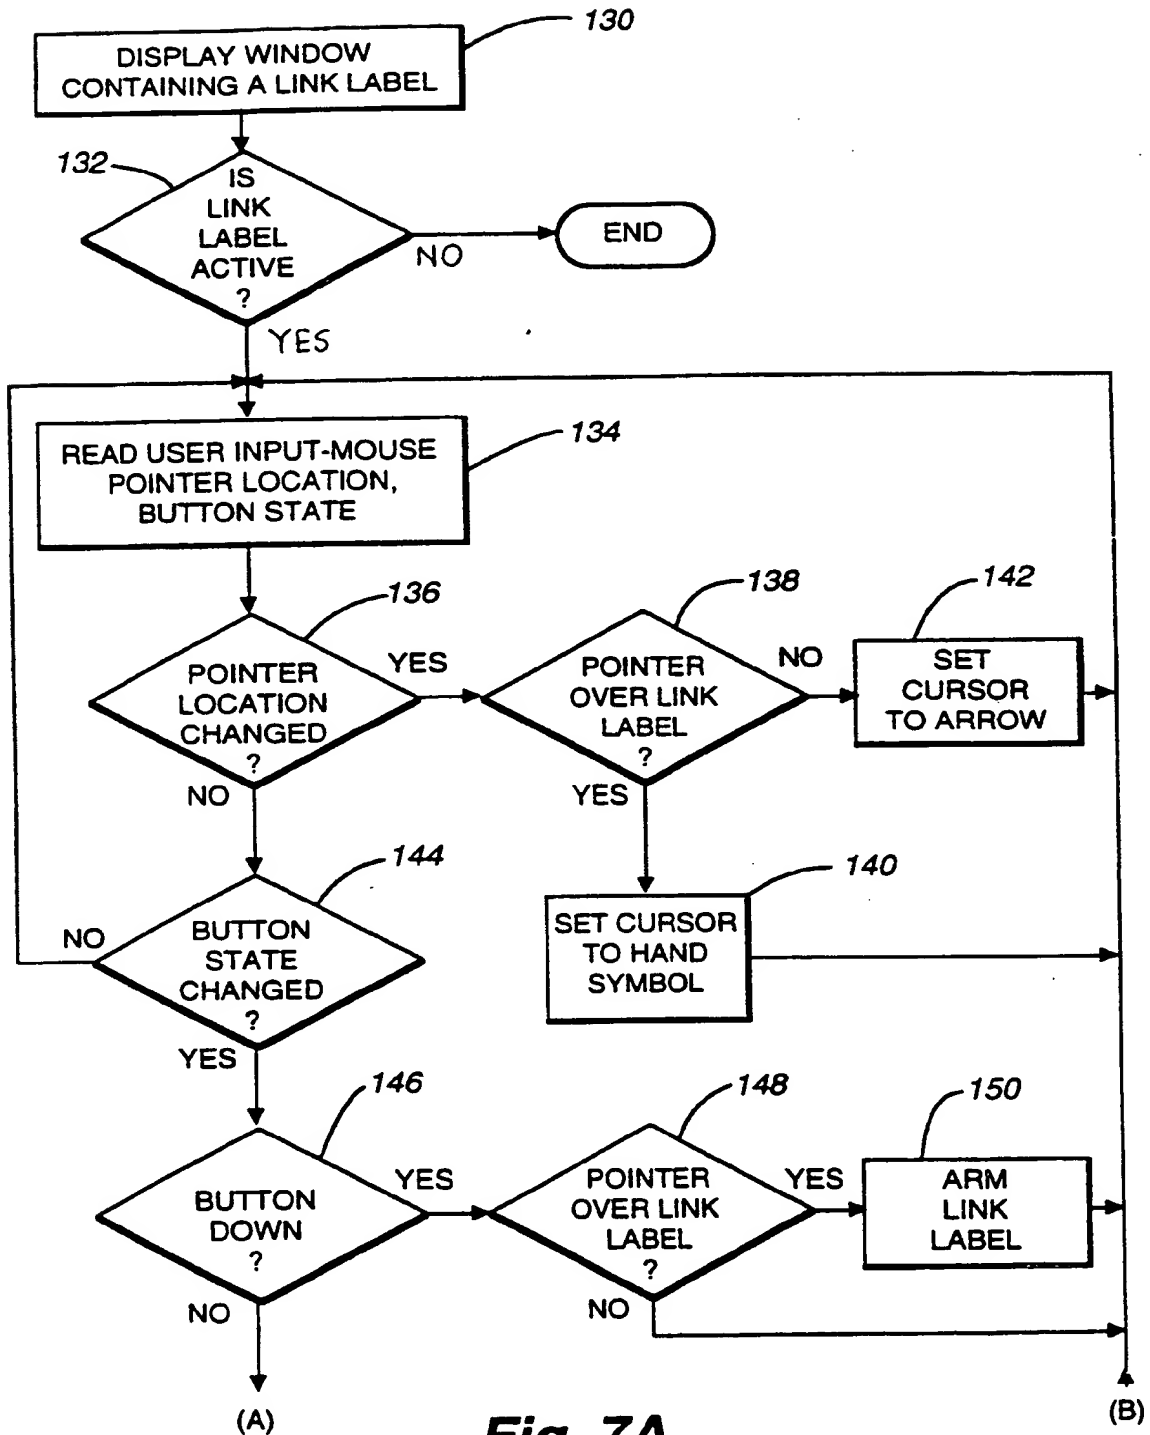 130
DISPLAY WINDOW
CONTAINING A LINK LABEL
132
IS
LINK
LABEL
ACTIVE
?
NO
END
YES
134
READ USER INPUT-MOUSE
POINTER LOCATION,
BUTTON STATE
136
POINTER
LOCATION
CHANGED
?
YES
NO
138
POINTER
OVER LINK
LABEL
?
NO
YES
142
SET
CURSOR
TO ARROW
140
SET CURSOR
TO HAND
SYMBOL
144
BUTTON
STATE
CHANGED
?
NO
YES
146
BUTTON
DOWN
?
YES
NO
148
POINTER
OVER LINK
LABEL
?
YES
NO
150
ARM
LINK
LABEL
(A)
(B)
Fig. 7A